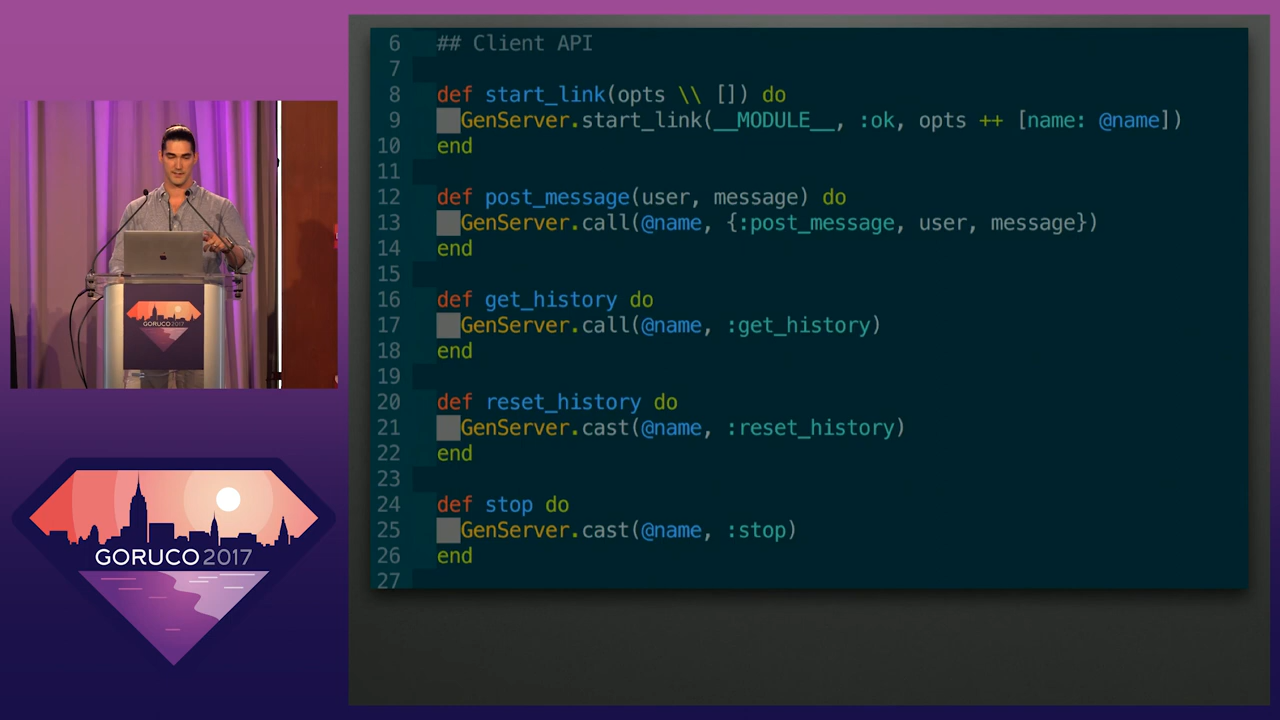 6 ## Client API
7
8 def start_link(opts \\ []) do
9 GenServer.start_link(__MODULE__, :ok, opts ++ [name: @name])
10 end
11
12 def post_message(user, message) do
13 GenServer.call(@name, {:post_message, user, message})
14 end
15
16 def get_history do
17 GenServer.call(@name, :get_history)
18 end
19
20 def reset_history do
21 GenServer.cast(@name, :reset_history)
22 end
23
24 def stop do
25 GenServer.cast(@name, :stop)
26 end
27
GORUCO 2017
GORUCO 2017